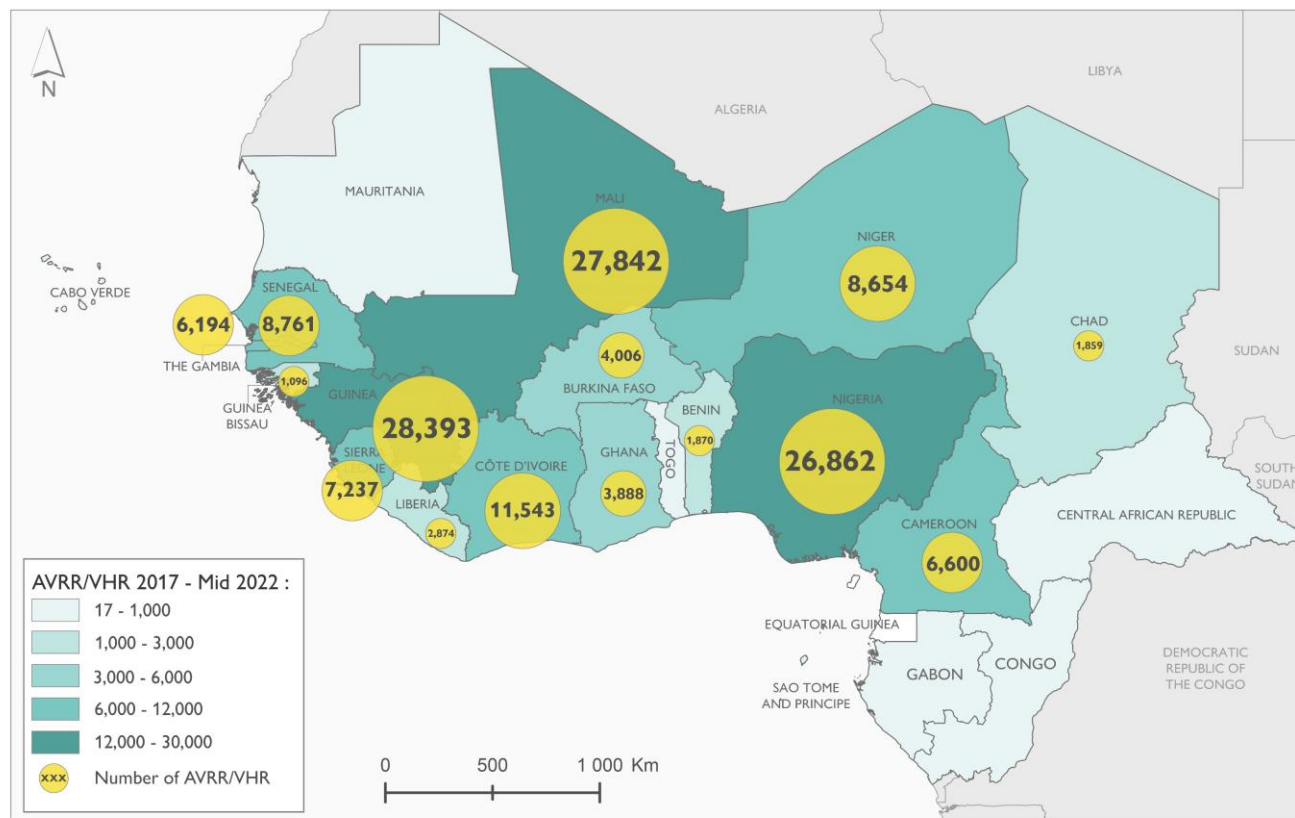 N
ALGERIA
LIBYA
MAURITANIA
MALI
27,842
NIGER
8,654
CABO VERDE
SENEGAL
6,194
8,761
CHAD
1,859
SUDAN
THE GAMBIA
1,096
GUINEA
BISSAU
4,006
BURKINA FASO
GUINEA
28,393
BENIN
1,870
NIGERIA
26,862
TOGO
GHANA
3,888
SIERRA
LEONE
7,237
CÔTE D'IVOIRE
11,543
LIBERIA
2,874
SOUTH
SUDAN
CENTRAL AFRICAN REPUBLIC
CAMEROON
6,600
EQUATORIAL GUINEA
SAO TOME
AND PRINCIPE
GABON
CONGO
DEMOCRATIC
REPUBLIC OF
THE CONGO
AVRR/VHR 2017 - Mid 2022 :
17 - 1,000
1,000 - 3,000
3,000 - 6,000
6,000 - 12,000
12,000 - 30,000
xxx Number of AVRR/VHR
0 500 1 000 Km